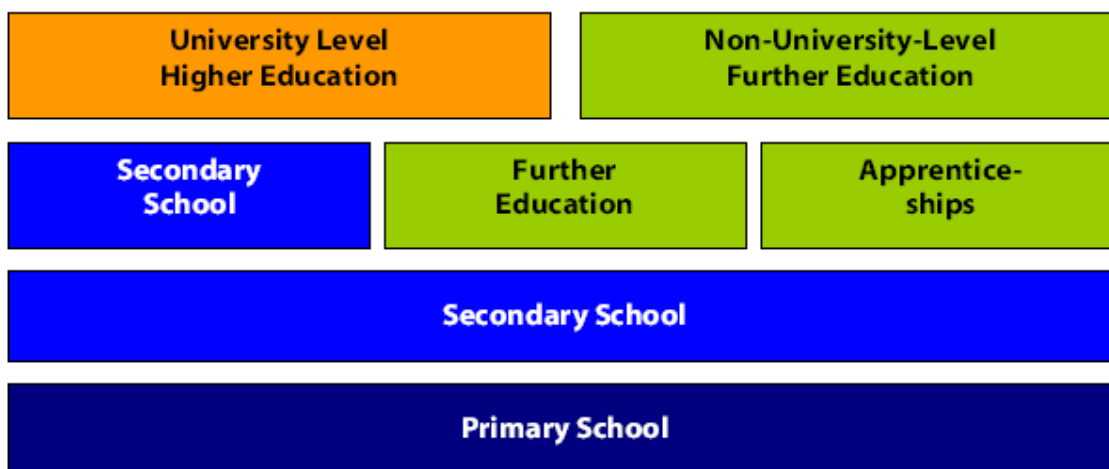 University Level
Higher Education
Non-University-Level
Further Education
Secondary
School
Further
Education
Apprentice-
ships
Secondary School
Primary School